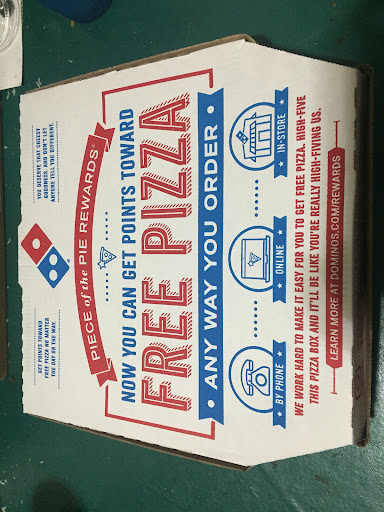 GET POINTS TOWARD
FREE PIZZA NO MATTER
THE DAY OR THE WAY.
YOU DESERVE THAT CHEESY
GOODNESS. AND DON'T LET
ANYONE TELL YOU DIFFERENT.
PIECE of the PIE REWARDS®
NOW YOU CAN GET POINTS TOWARD
FREE PIZZA
• ANY WAY YOU ORDER •
BY PHONE
ONLINE
IN-STORE
WE WORK HARD TO MAKE IT EASY FOR YOU TO GET FREE PIZZA. HIGH-FIVE
THIS PIZZA BOX AND IT'LL BE LIKE YOU'RE REALLY HIGH-FIVING US.
LEARN MORE AT DOMINOS.COM/REWARDS